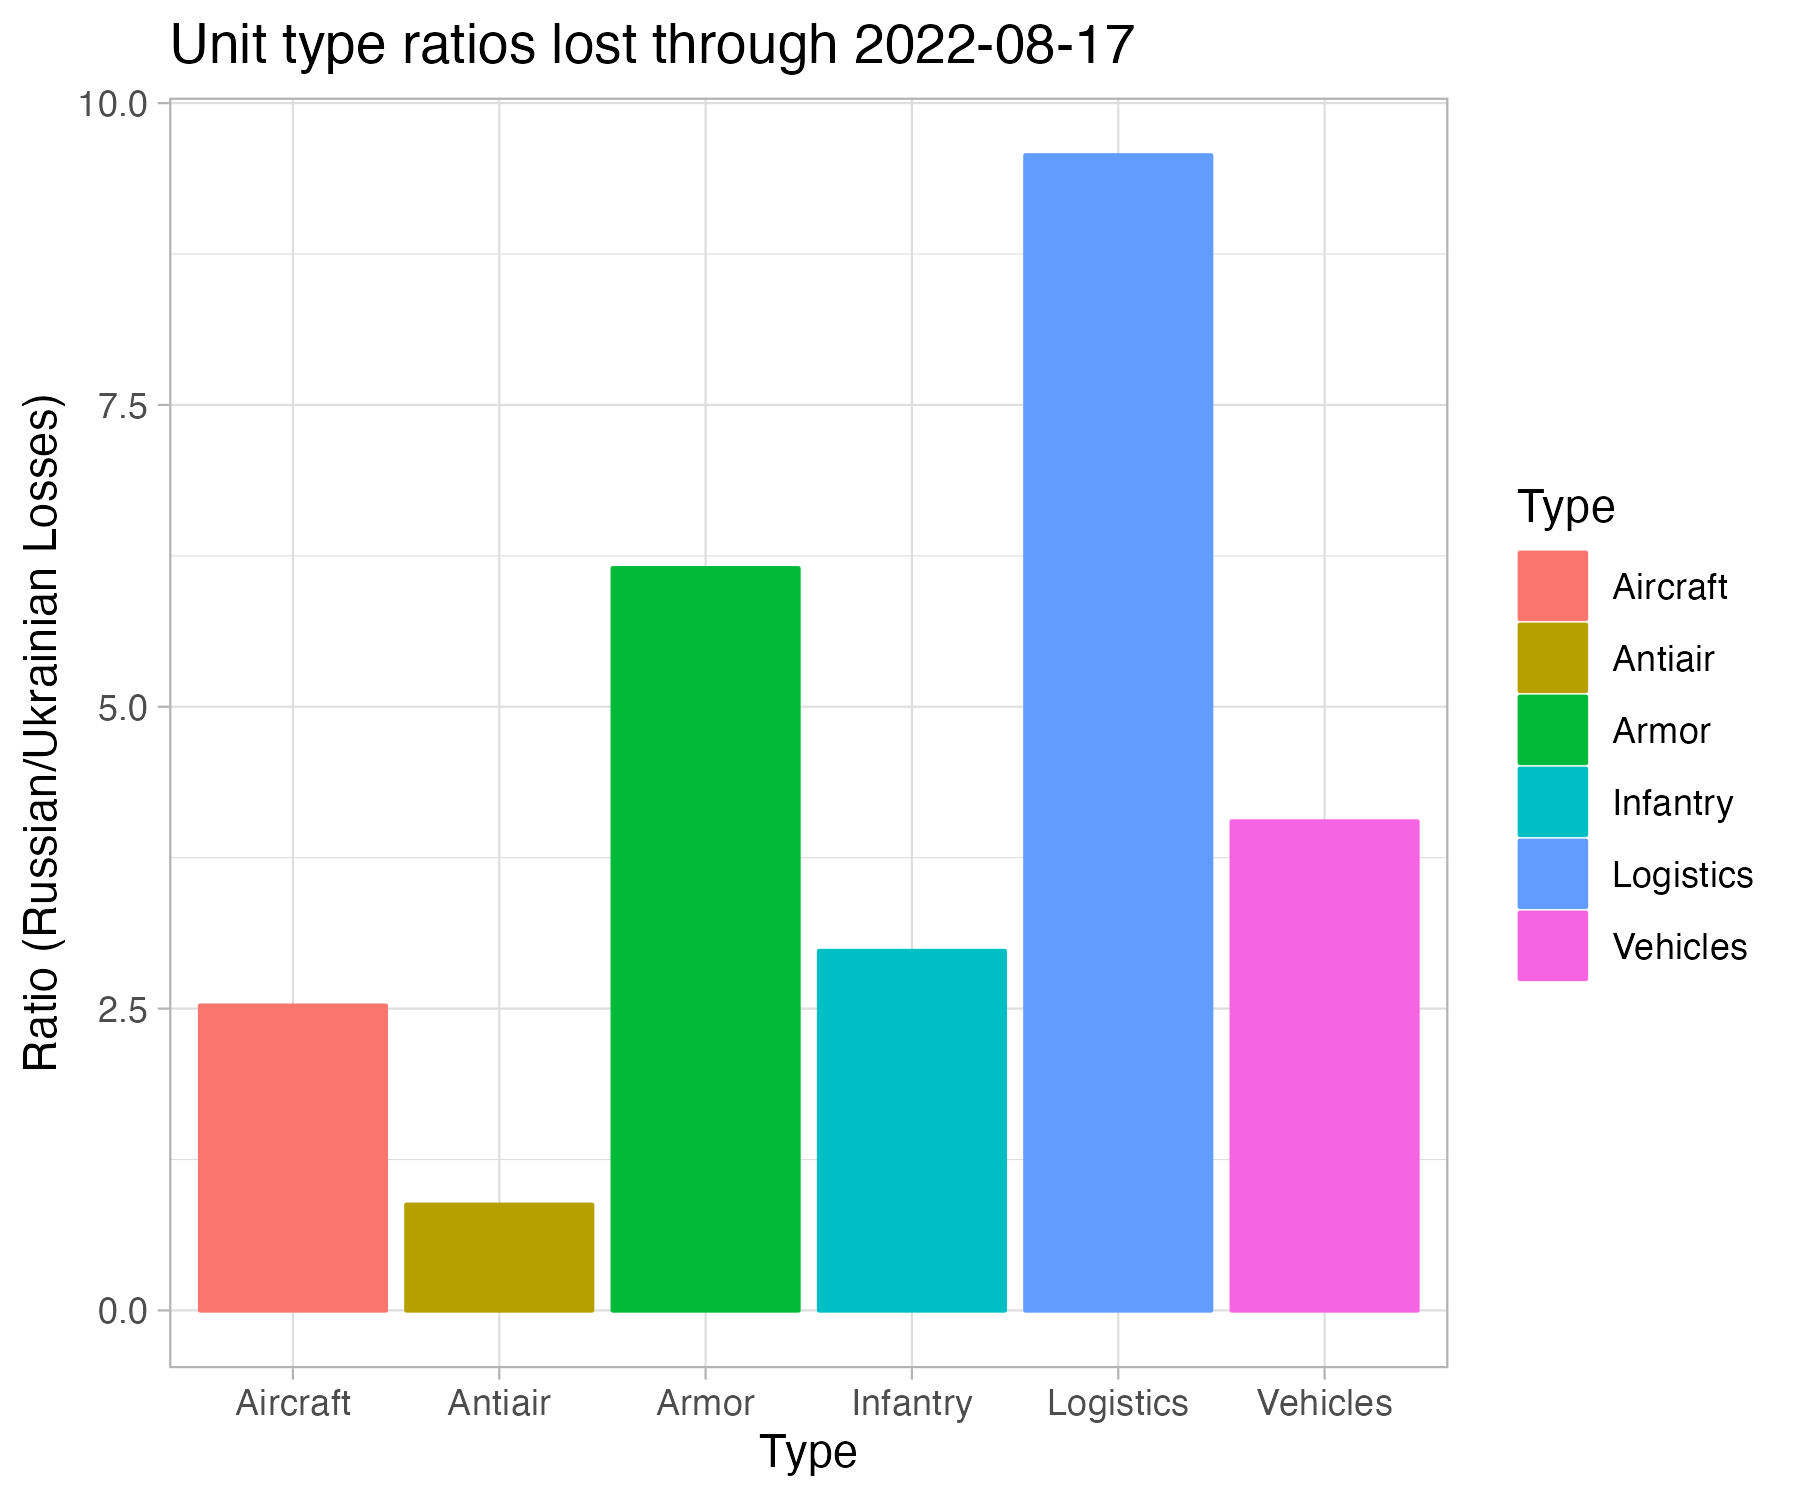 Unit type ratios lost through 2022-08-17
Ratio (Russian/Ukrainian Losses)
10.0
7.5
5.0
2.5
0.0
Aircraft Antiair Armor Infantry Logistics Vehicles
Type
Type
Aircraft
Antiair
Armor
Infantry
Logistics
Vehicles